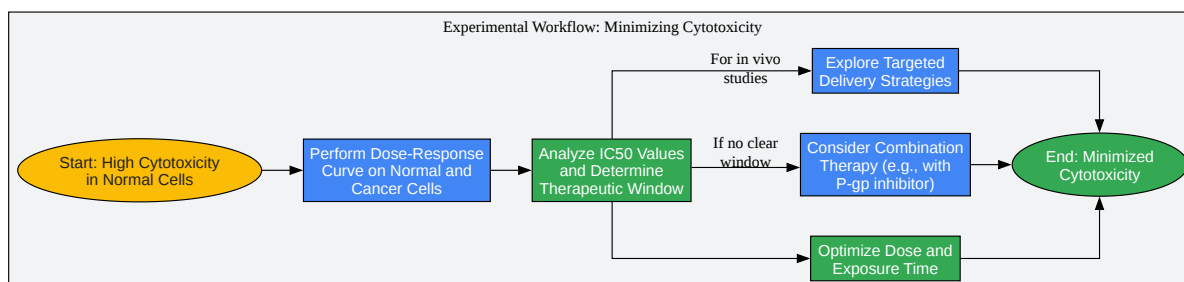 Experimental Workflow: Minimizing Cytotoxicity
Start: High Cytotoxicity
in Normal Cells
Perform Dose-Response
Curve on Normal and
Cancer Cells
Analyze IC50 Values
and Determine
Therapeutic Window
For in vivo
studies
Explore Targeted
Delivery Strategies
If no clear
window
Consider Combination
Therapy (e.g., with
P-gp inhibitor)
Optimize Dose and
Exposure Time
End: Minimized
Cytotoxicity